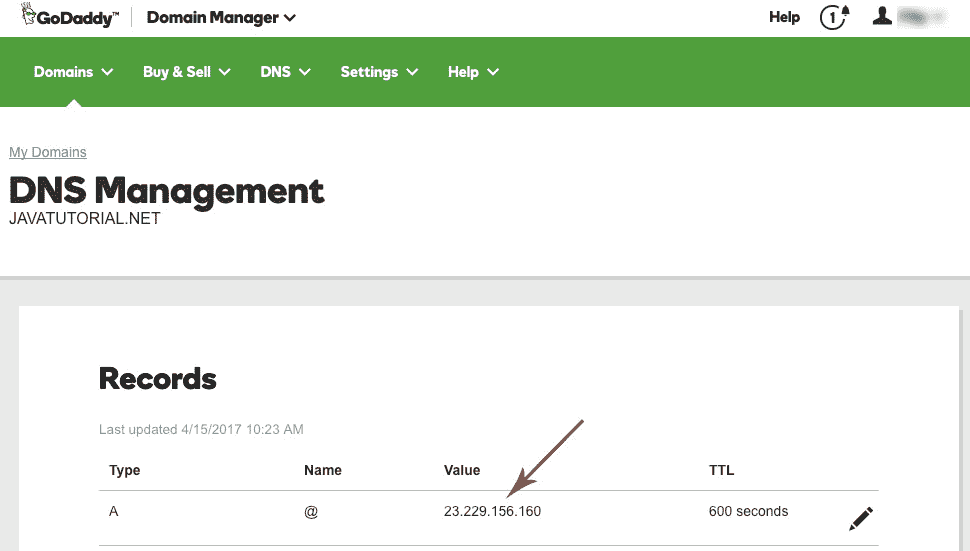 GoDaddy™ Domain Manager Help 1
Domains Buy & Sell DNS Settings Help
My Domains
DNS Management
JAVATUTORIAL.NET
Records
Last updated 4/15/2017 10:23 AM
Type Name Value TTL
A @ 23.229.156.160 600 seconds